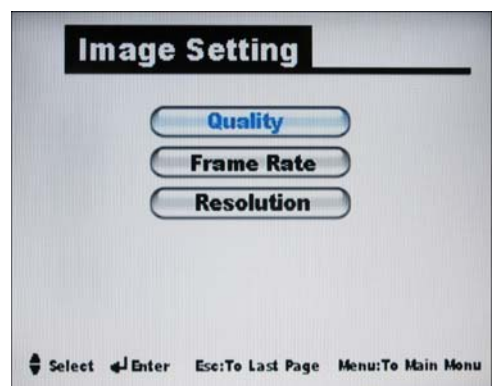 Image Setting
Quality
Frame Rate
Resolution
Select Enter Esc:To Last Page Menu:To Main Monu